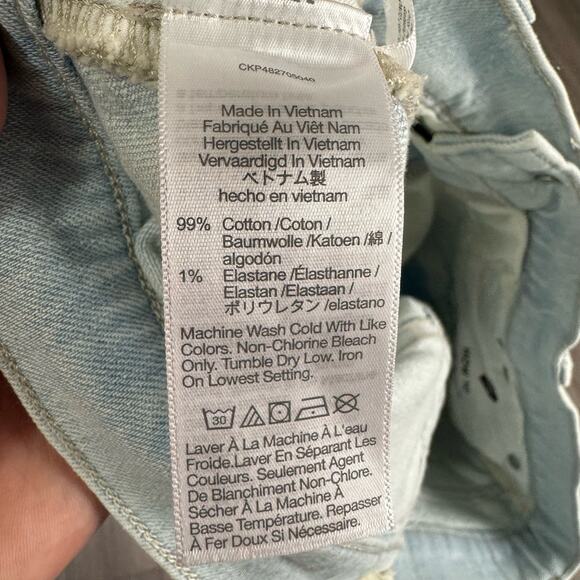 CKP482705040
Made In Vietnam
Fabriqué Au Viêt Nam
Hergestellt In Vietnam
Vervaardigd In Vietnam
ベトナム製
hecho en vietnam
99% Cotton /Coton /
Baumwolle /Katoen /綿 /
algodón
1% Elastane /Élasthanne /
Elastan /Elastaan /
ポリウレタン /elastano
Machine Wash Cold With Like
Colors. Non-Chlorine Bleach
Only. Tumble Dry Low. Iron
On Lowest Setting.
30
Laver À La Machine À L'eau
Froide.Laver En Séparant Les
Couleurs. Seulement Agent
De Blanchiment Non-Chlore.
Sécher À La Machine À
Basse Température. Repasser
À Fer Doux Si Nécessaire.